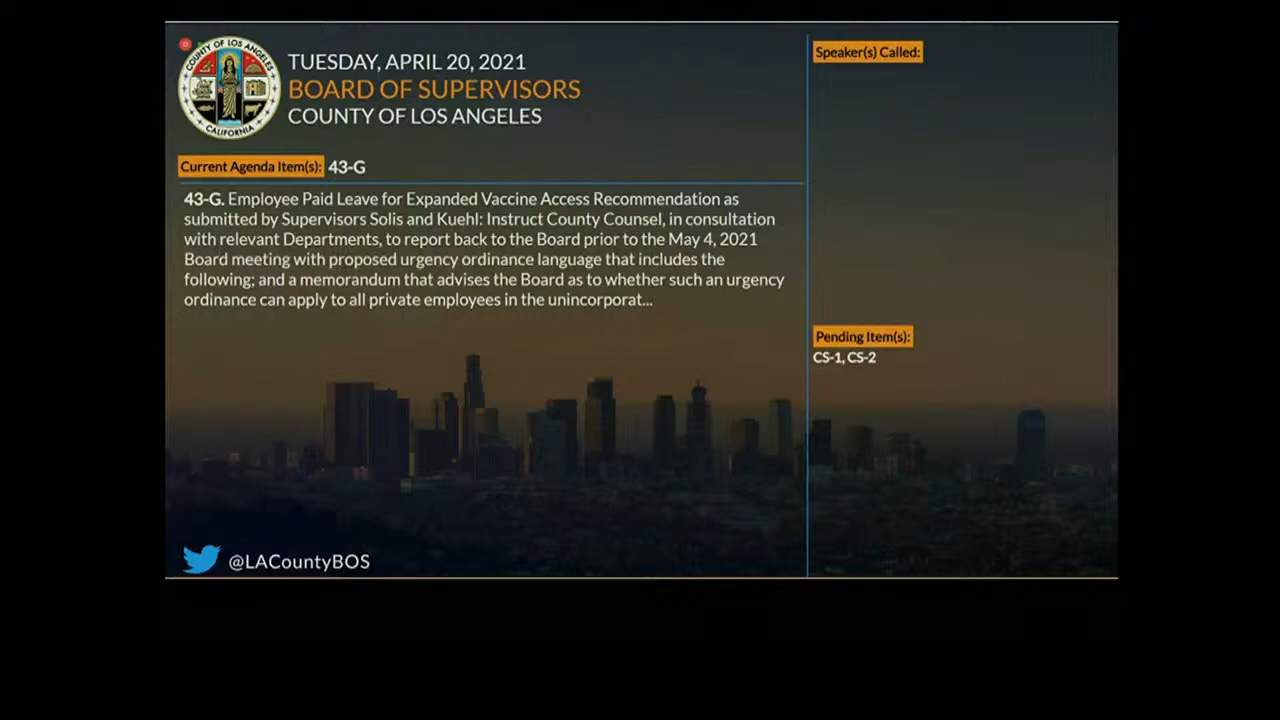 COUNTY OF LOS ANGELES
CALIFORNIA
TUESDAY, APRIL 20, 2021
BOARD OF SUPERVISORS
COUNTY OF LOS ANGELES
Current Agenda Item(s): 43-G
43-G. Employee Paid Leave for Expanded Vaccine Access Recommendation as
submitted by Supervisors Solis and Kuehl: Instruct County Counsel, in consultation
with relevant Departments, to report back to the Board prior to the May 4, 2021
Board meeting with proposed urgency ordinance language that includes the
following; and a memorandum that advises the Board as to whether such an urgency
ordinance can apply to all private employees in the unincorporat...
@LACountyBOS
Speaker(s) Called:
Pending Item(s):
CS-1, CS-2